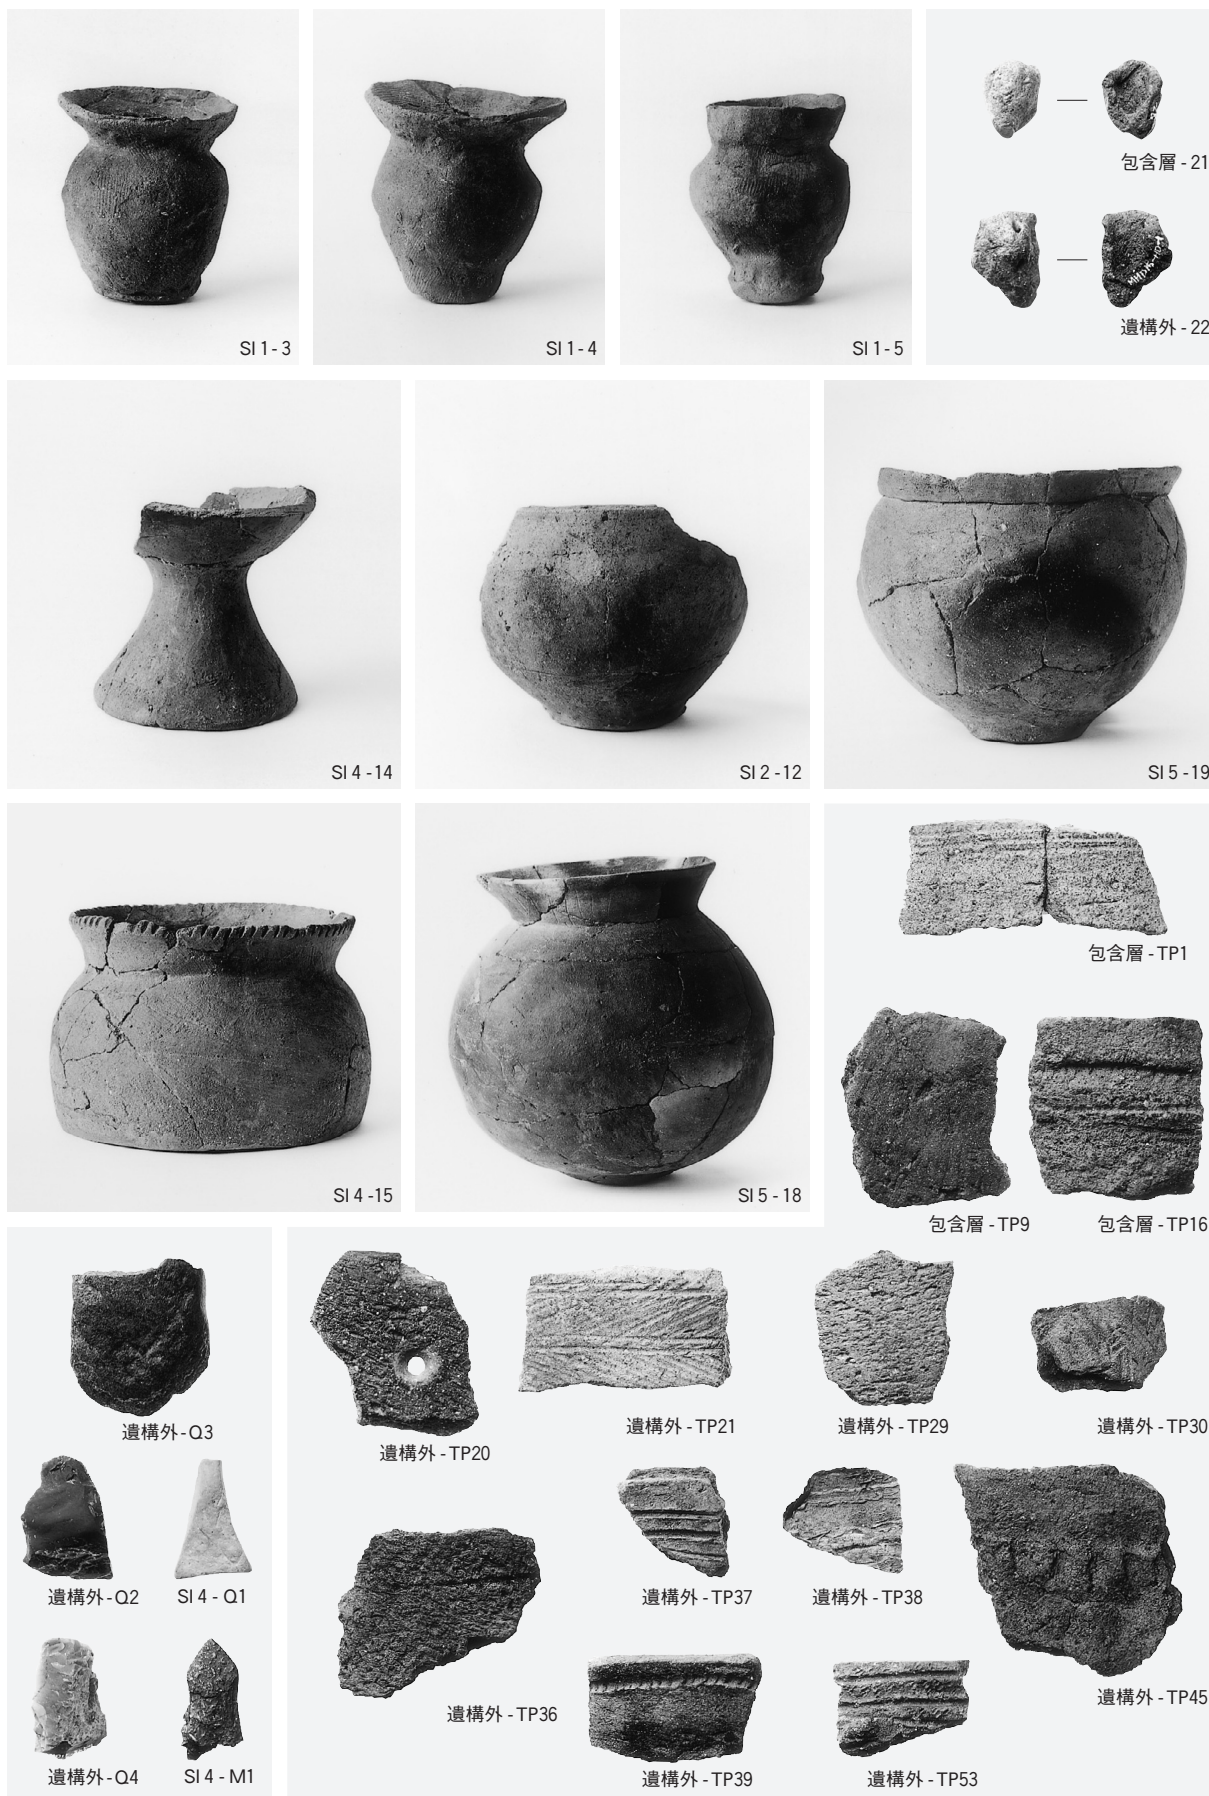 SI 1 - 3
SI 1 - 4
SI 1 - 5
包含層 - 21
遺構外 - 22
SI 4 - 14
SI 2 - 12
SI 5 - 19
SI 4 - 15
SI 5 - 18
包含層 - TP1
包含層 - TP9
包含層 - TP16
遺構外 - Q3
遺構外 - TP20
遺構外 - TP21
遺構外 - TP29
遺構外 - TP30
遺構外 - Q2
SI 4 - Q1
遺構外 - TP36
遺構外 - TP37
遺構外 - TP38
遺構外 - TP45
遺構外 - Q4
SI 4 - M1
遺構外 - TP39
遺構外 - TP53